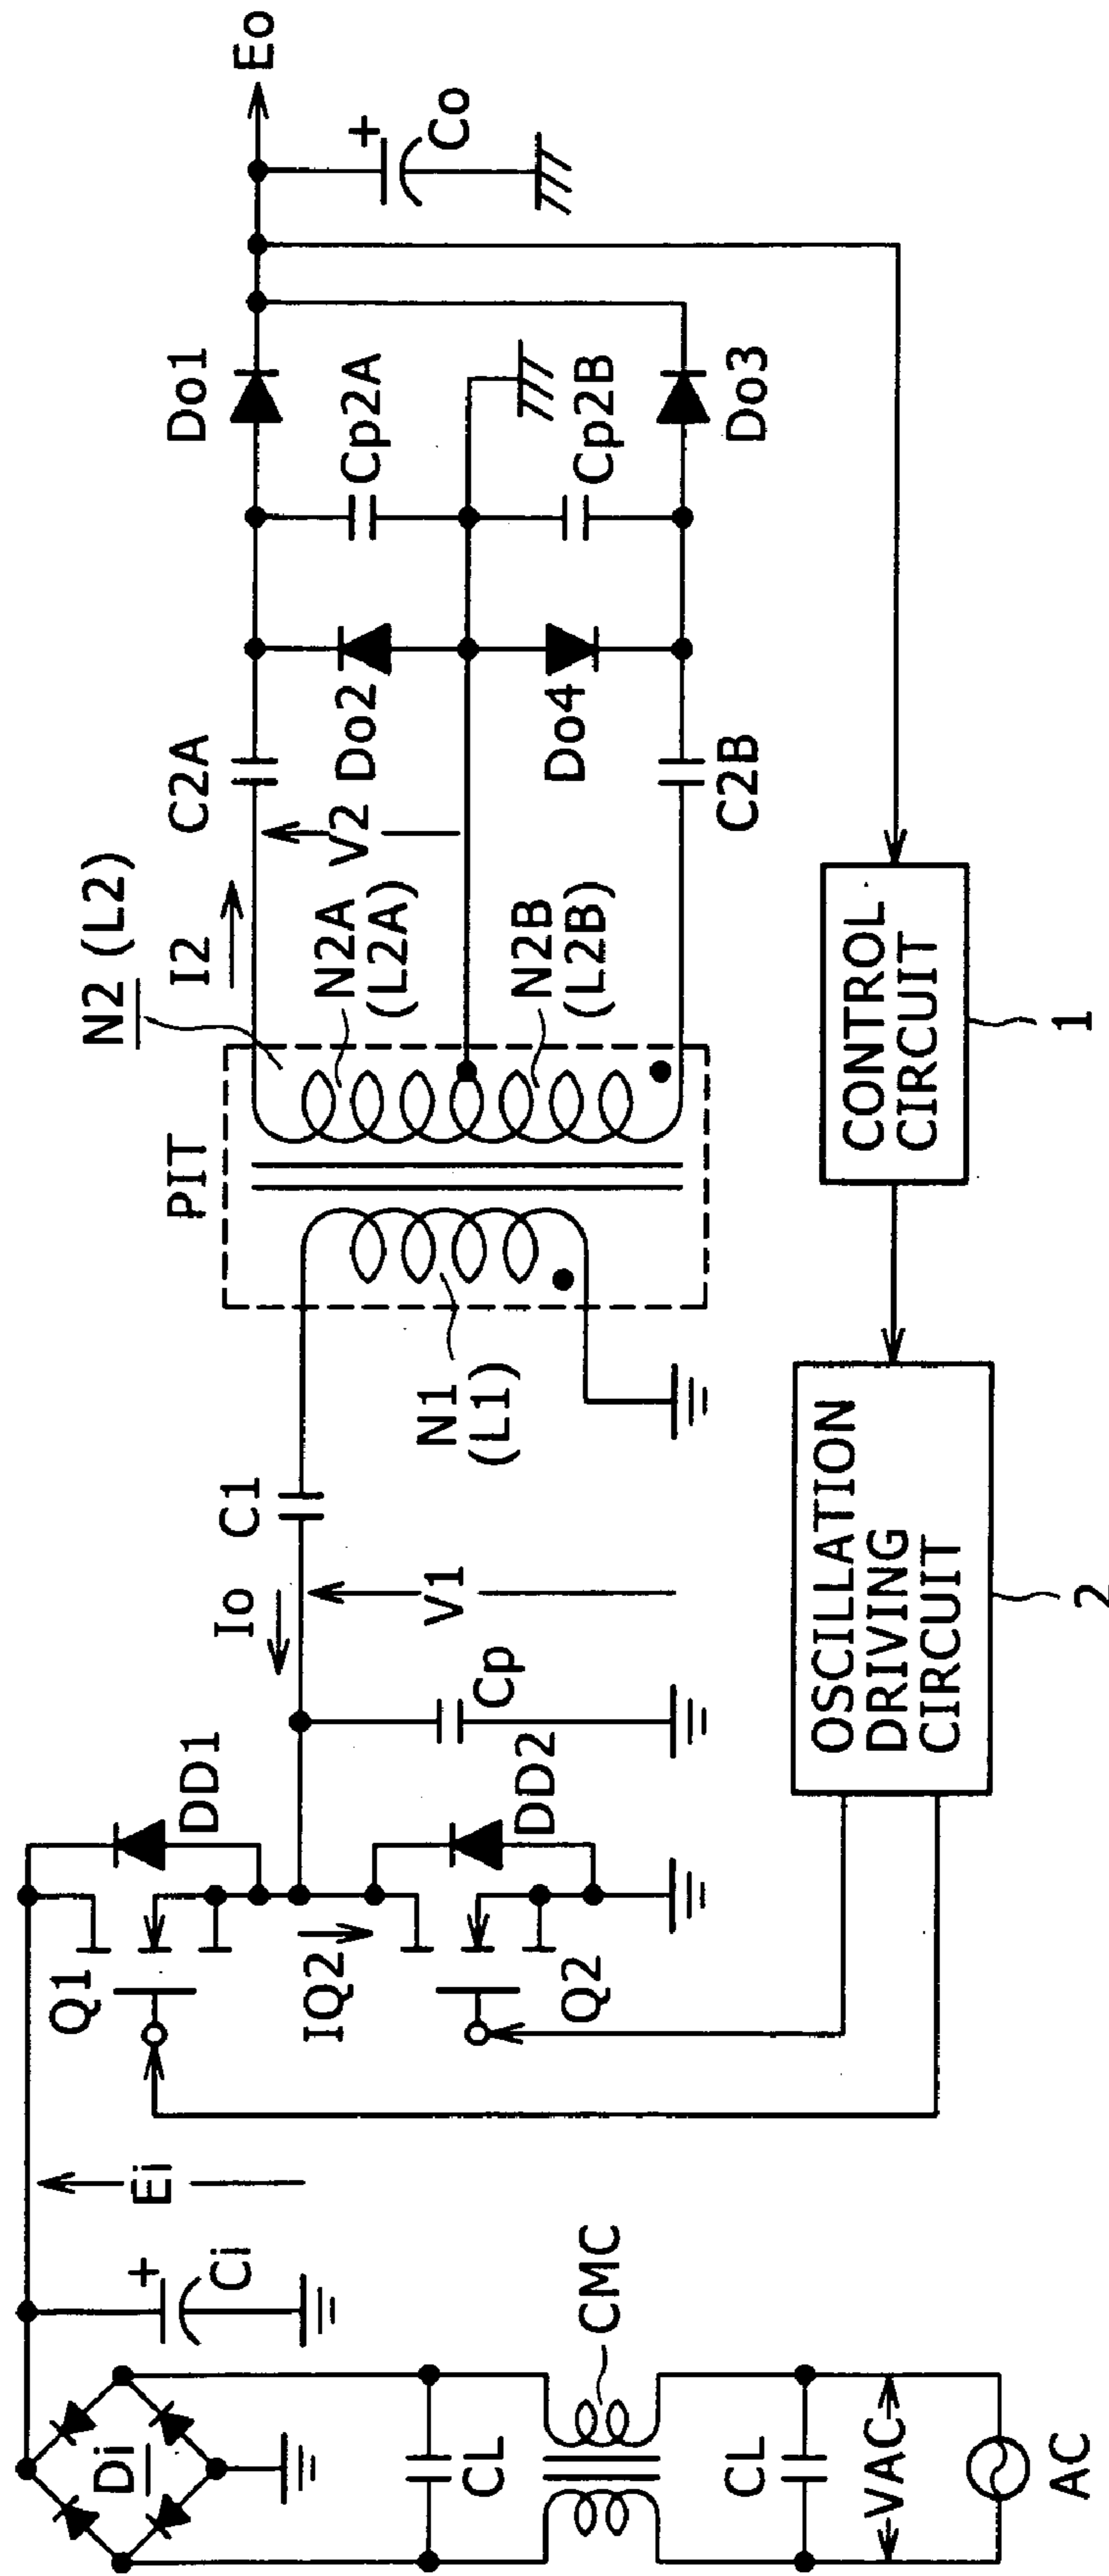 Di
Ci
+
Ei
CL
CMC
CL
VAC
AC
Q1
DD1
IQ2
Q2
DD2
Io
Cp
V1
C1
N1
(L1)
PIT
N2 (L2)
I2
N2A
(L2A)
N2B
(L2B)
V2
C2A
C2B
Do2
Do4
Cp2A
Cp2B
Do1
Do3
+
Co
Eo
OSCILLATION
DRIVING
CIRCUIT
2
CONTROL
CIRCUIT
1